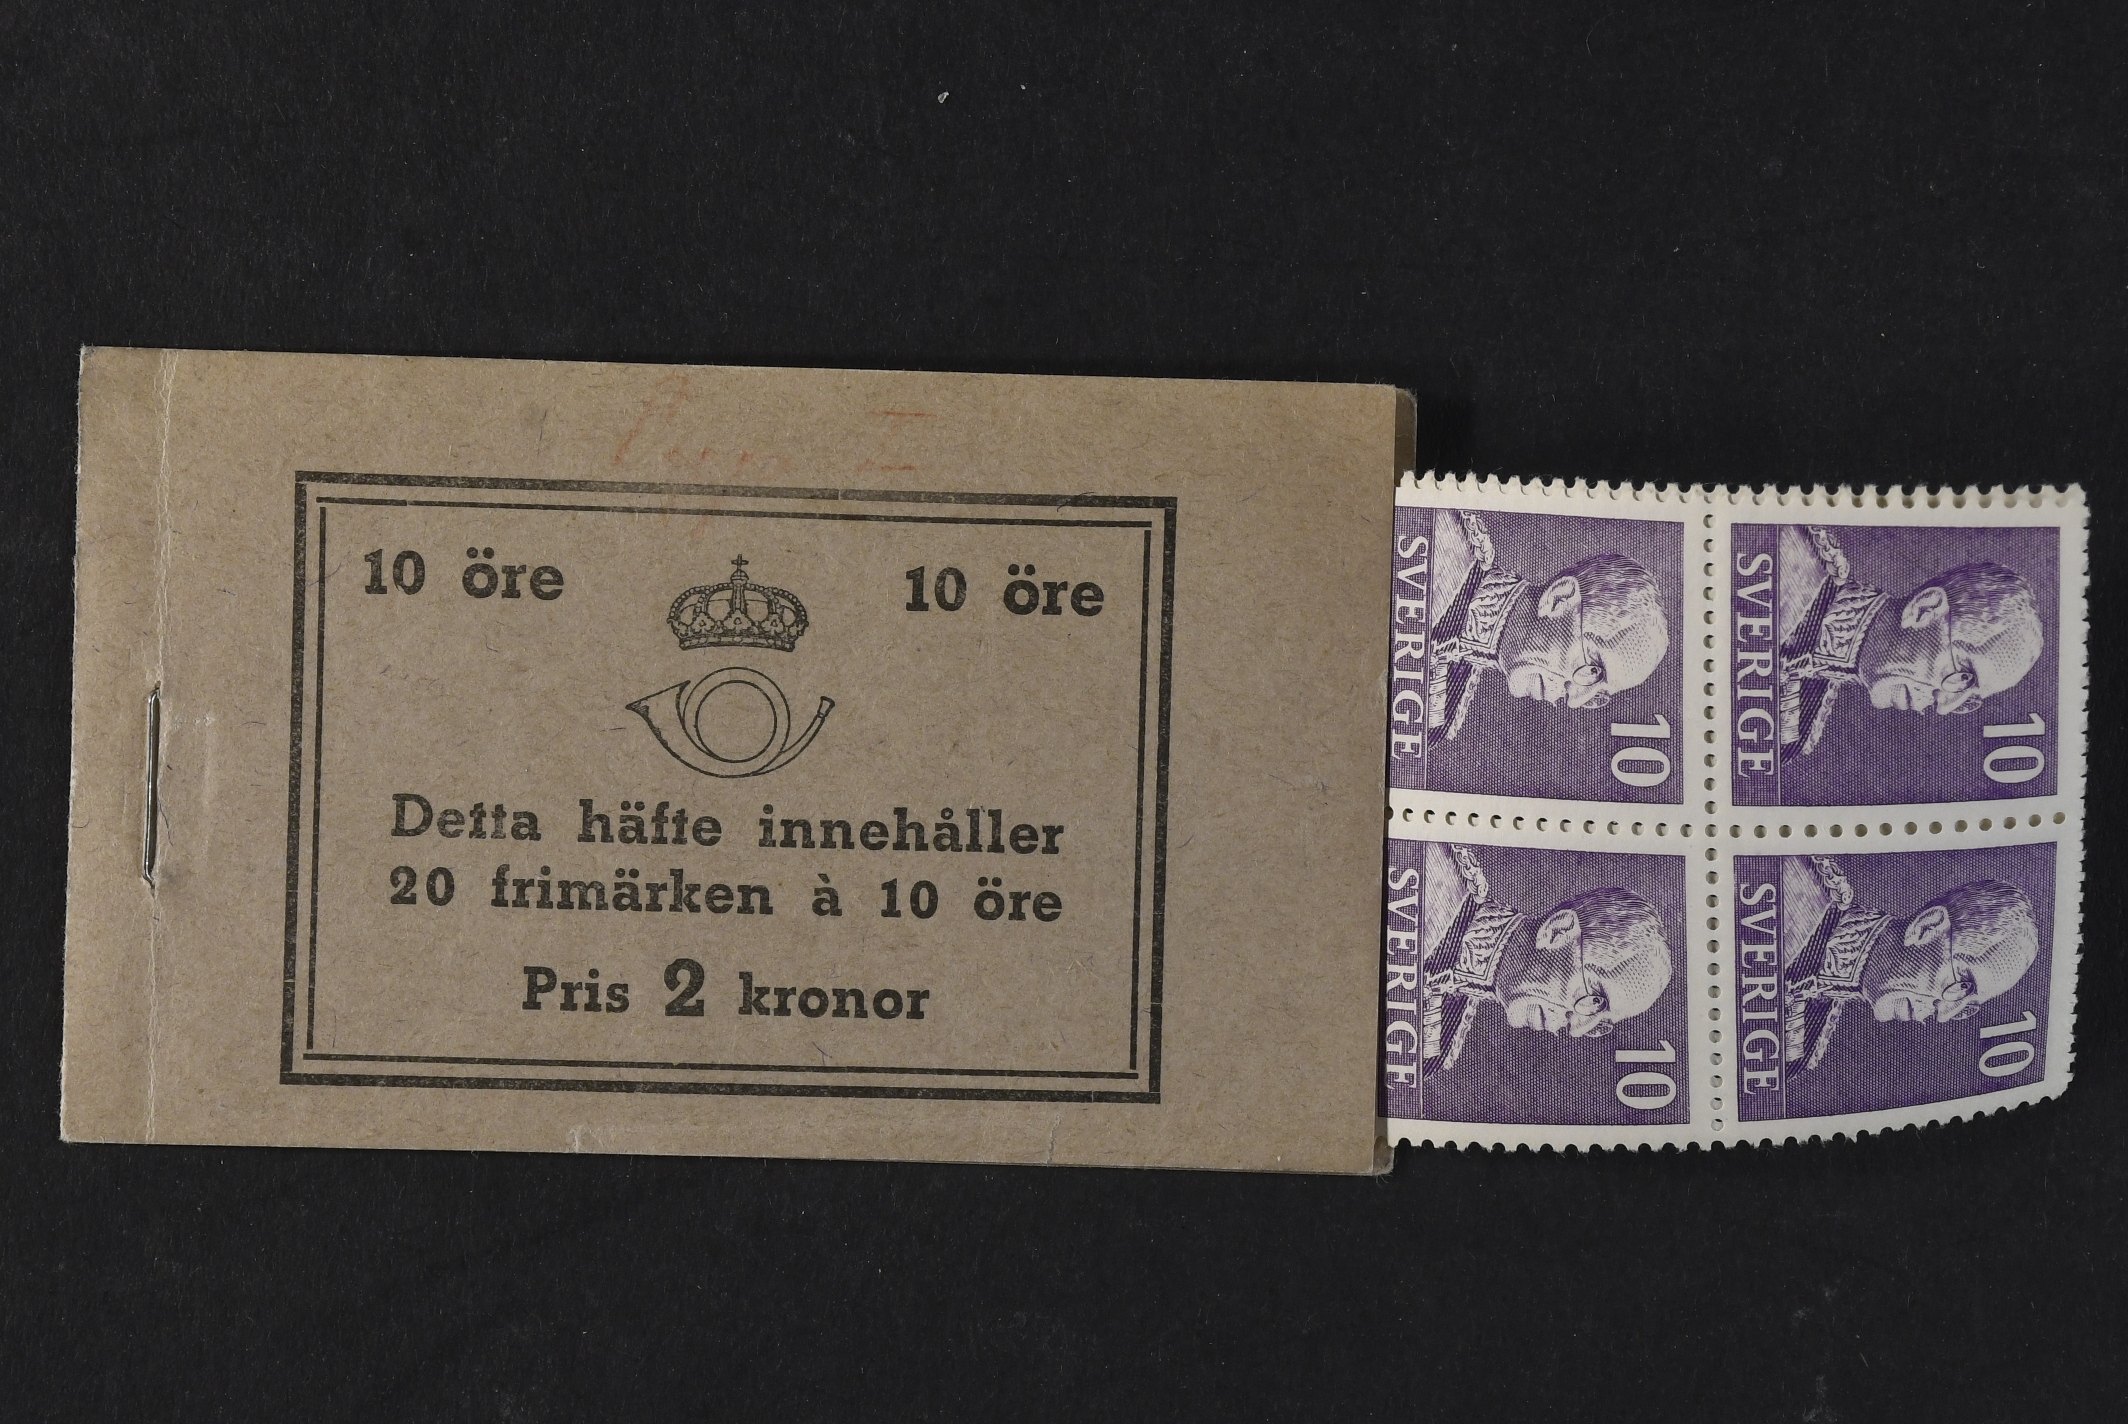 10 öre 10 öre
Detta häfte innehåller
20 frimärken à 10 öre
Pris 2 kronor
SVERIGE
10
SVERIGE
10
SVERIGE
10
SVERIGE
10